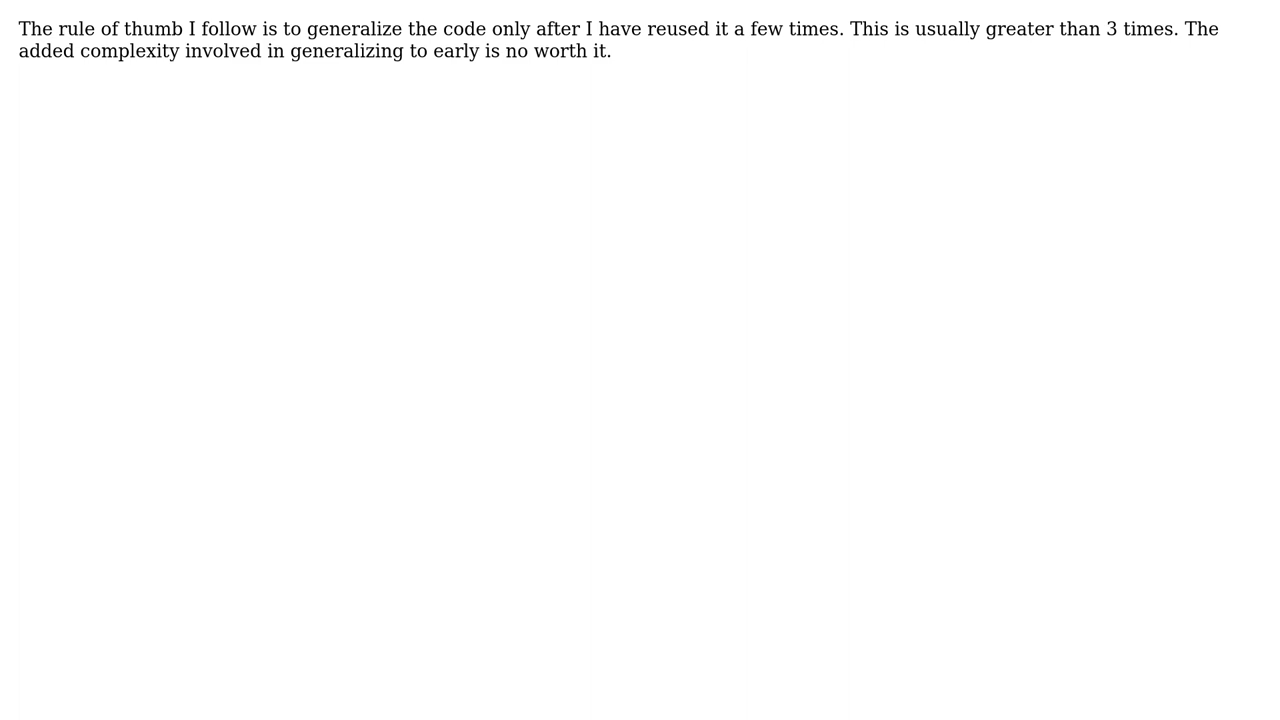 The rule of thumb I follow is to generalize the code only after I have reused it a few times. This is usually greater than 3 times. The
added complexity involved in generalizing to early is no worth it.